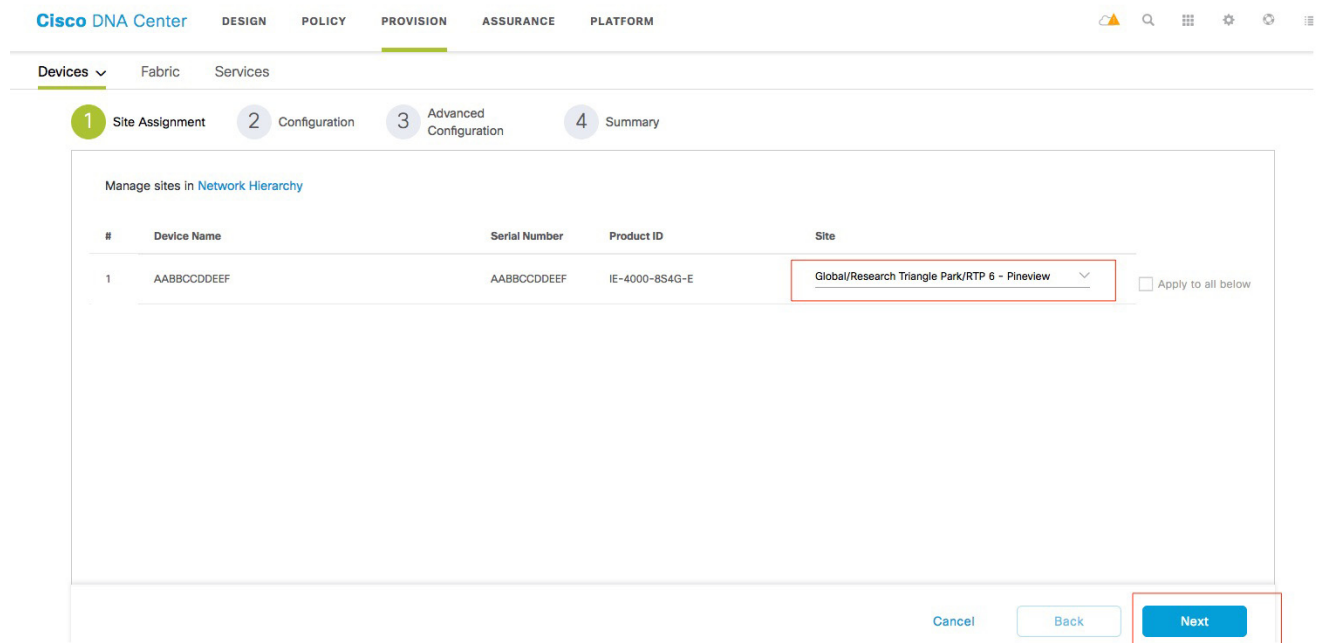 Cisco DNA Center DESIGN POLICY PROVISION ASSURANCE PLATFORM
Devices Fabric Services
1 Site Assignment 2 Configuration 3 Advanced Configuration 4 Summary
Manage sites in Network Hierarchy
# Device Name Serial Number Product ID Site
1 AABBCCDDEEFF AABBCCDDEEFF IE-4000-8S4G-E Global/Research Triangle Park/RTP 6 - Pineview Apply to all below
Cancel Back Next